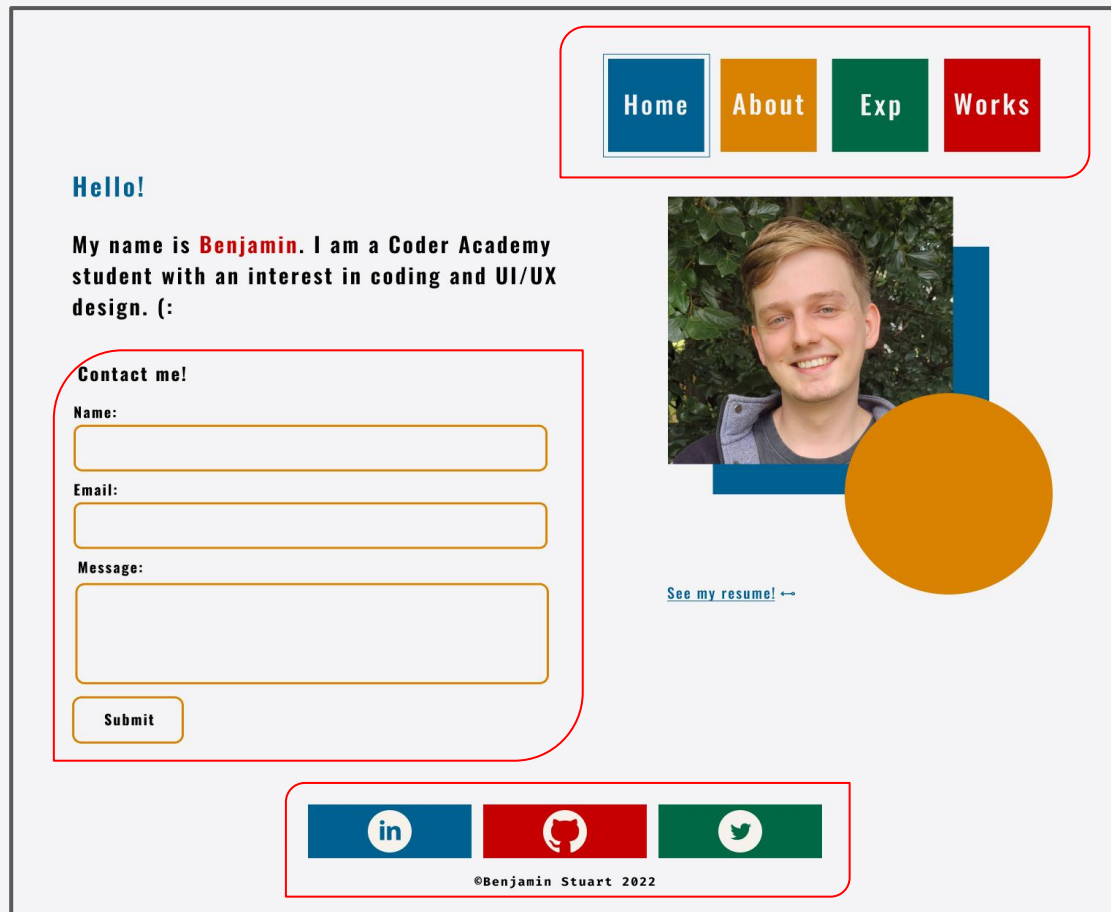 Home About Exp Works
Hello!
My name is Benjamin. I am a Coder Academy
student with an interest in coding and UI/UX
design. (:
Contact me!
Name:
Email:
Message:
Submit
See my resume!
in
©Benjamin Stuart 2022